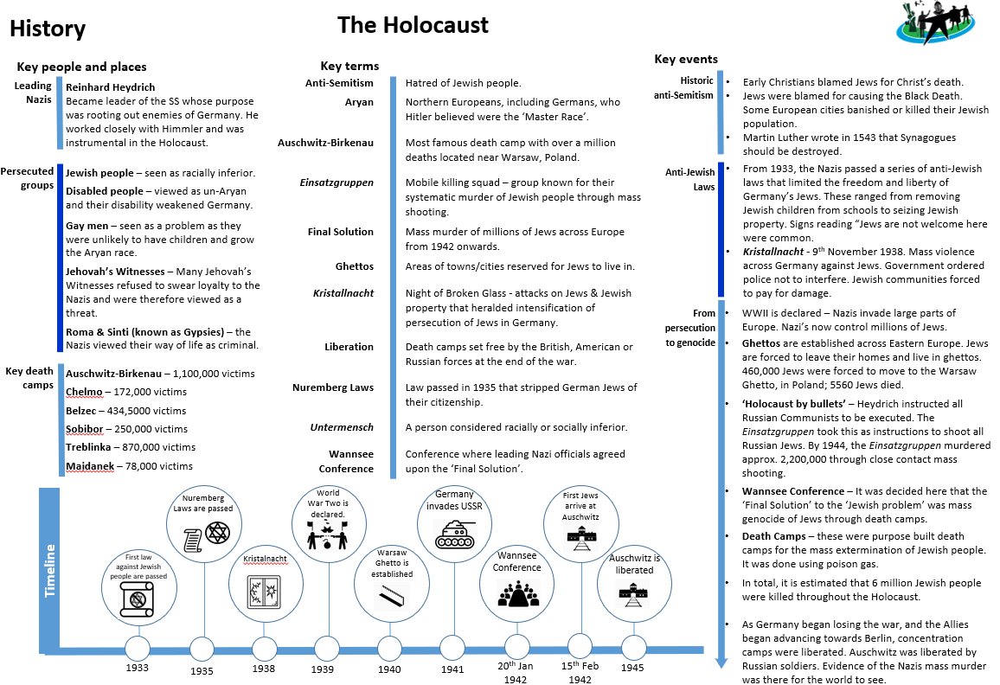 History
The Holocaust
Key people and places
Leading
Nazis
Reinhard Heydrich
Became leader of the SS whose purpose
was rooting out enemies of Germany. He
worked closely with Himmler and was
instrumental in the Holocaust.
Persecuted
groups
Jewish people – seen as racially inferior.
Disabled people – viewed as un-Aryan
and their disability weakened Germany.
Gay men – seen as a problem as they
were unlikely to have children and grow
the Aryan race.
Jehovah’s Witnesses – Many Jehovah’s
Witnesses refused to swear loyalty to the
Nazis and were therefore viewed as a
threat.
Roma & Sinti (known as Gypsies) – the
Nazis viewed their way of life as criminal.
Key death
camps
Auschwitz-Birkenau – 1,100,000 victims
Chelmo – 172,000 victims
Belzec – 434,5000 victims
Sobibor – 250,000 victims
Treblinka – 870,000 victims
Maidanek – 78,000 victims
Key terms
Anti-Semitism
Hatred of Jewish people.
Aryan
Northern Europeans, including Germans, who
Hitler believed were the ‘Master Race’.
Auschwitz-Birkenau
Most famous death camp with over a million
deaths located near Warsaw, Poland.
Einsatzgruppen
Mobile killing squad – group known for their
systematic murder of Jewish people through mass
shooting.
Final Solution
Mass murder of millions of Jews across Europe
from 1942 onwards.
Ghettos
Areas of towns/cities reserved for Jews to live in.
Kristallnacht
Night of Broken Glass - attacks on Jews & Jewish
property that heralded intensification of
persecution of Jews in Germany.
Liberation
Death camps set free by the British, American or
Russian forces at the end of the war.
Nuremberg Laws
Law passed in 1935 that stripped German Jews of
their citizenship.
Untermensch
A person considered racially or socially inferior.
Wannsee
Conference
Conference where leading Nazi officials agreed
upon the ‘Final Solution’.
Key events
Historic
anti-Semitism
• Early Christians blamed Jews for Christ’s death.
• Jews were blamed for causing the Black Death.
Some European cities banished or killed their Jewish
population.
• Martin Luther wrote in 1543 that Synagogues
should be destroyed.
Anti-Jewish
Laws
• From 1933, the Nazis passed a series of anti-Jewish
laws that limited the freedom and liberty of
Germany’s Jews. These ranged from removing
Jewish children from schools to seizing Jewish
property. Signs reading “Jews are not welcome here
were common.
• Kristallnacht - 9th November 1938. Mass violence
across Germany against Jews. Government ordered
police not to interfere. Jewish communities forced
to pay for damage.
From
persecution
to genocide
• WWII is declared – Nazis invade large parts of
Europe. Nazi’s now control millions of Jews.
• Ghettos are established across Eastern Europe. Jews
are forced to leave their homes and live in ghettos.
460,000 Jews were forced to move to the Warsaw
Ghetto, in Poland; 5560 Jews died.
• ‘Holocaust by bullets’ – Heydrich instructed all
Russian Communists to be executed. The
Einsatzgruppen took this as instructions to shoot all
Russian Jews. By 1944, the Einsatzgruppen murdered
approx. 2,200,000 through close contact mass
shooting.
• Wannsee Conference – It was decided here that the
‘Final Solution’ to the ‘Jewish problem’ was mass
genocide of Jews through death camps.
• Death Camps – these were purpose built death
camps for the mass extermination of Jewish people.
It was done using poison gas.
• In total, it is estimated that 6 million Jewish people
were killed throughout the Holocaust.
• As Germany began losing the war, and the Allies
began advancing towards Berlin, concentration
camps were liberated. Auschwitz was liberated by
Russian soldiers. Evidence of the Nazis mass murder
was there for the world to see.
Timeline
First law
against Jewish
people are passed
1933
Nuremberg
Laws are passed
1935
Kristalnacht
1938
World
War Two is
declared.
1939
Warsaw
Ghetto is
established
1940
Germany
invades USSR
1941
Wannsee
Conference
20th Jan
1942
First Jews
arrive at
Auschwitz
15th Feb
1942
Auschwitz is
liberated
1945